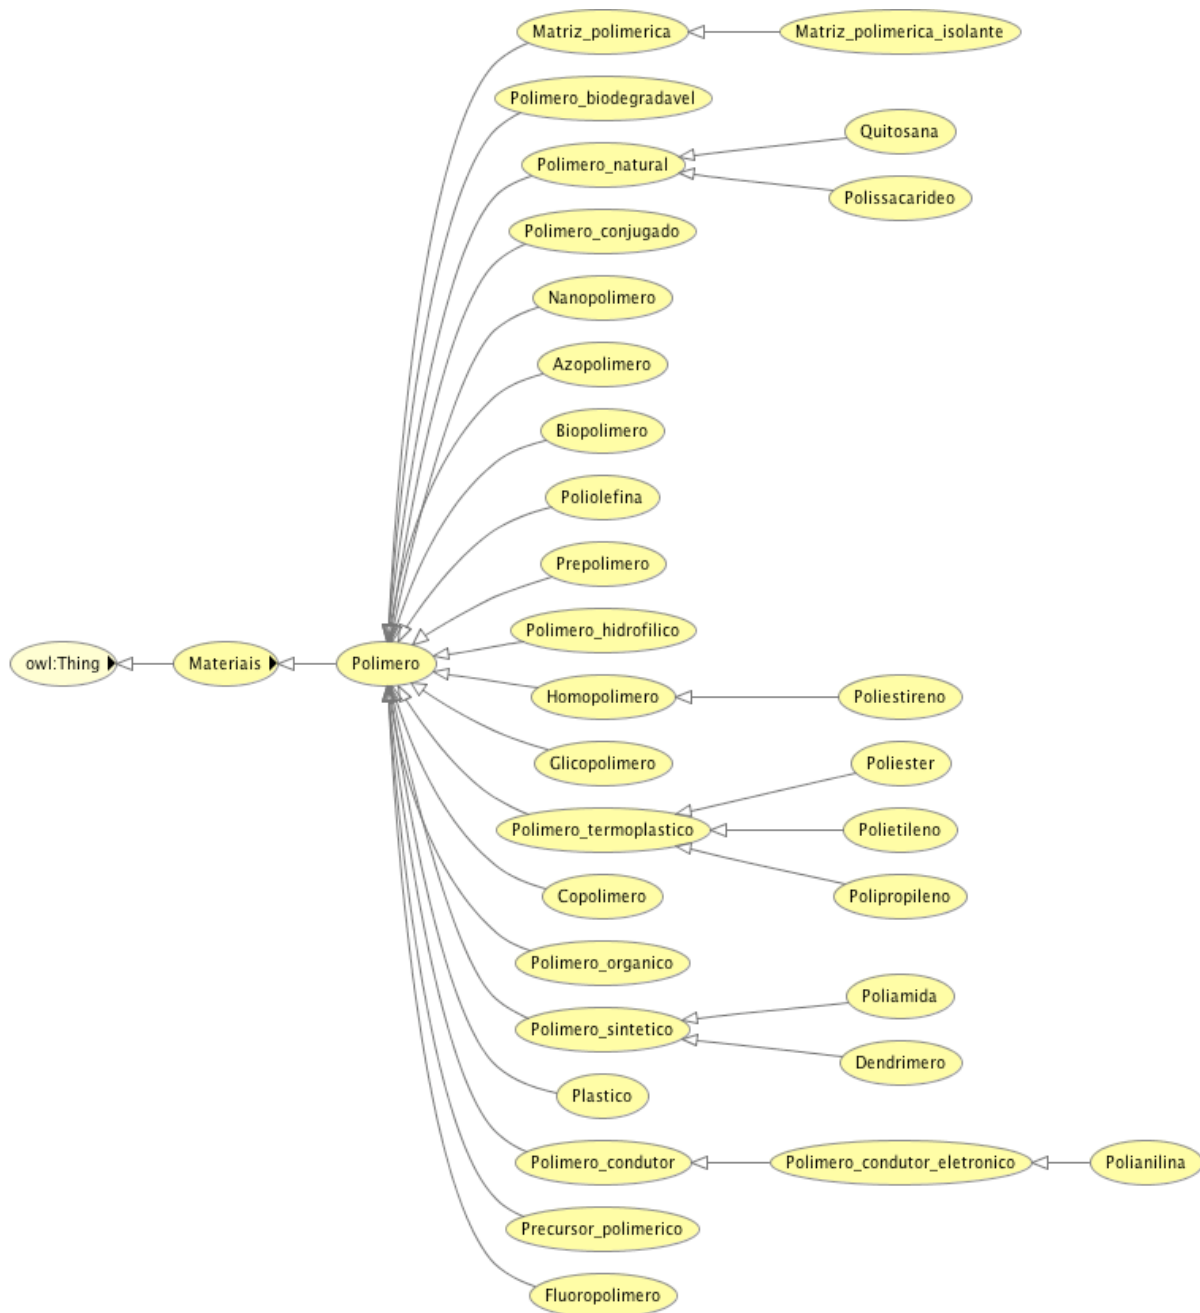 Matriz_polimerica
Matriz_polimerica_isolante
Polimero_biodegradavel
Quitosana
Polimero_natural
Polissacarideo
Polimero_conjugado
Nanopolimero
Azopolimero
Biopolimero
Poliolefina
Prepolimero
Polimero_hidrofilico
owl:Thing
Materiais
Polimero
Homopolimero
Poliestireno
Glicopolimero
Poliester
Polimero_termoplastico
Polietileno
Copolimero
Polipropileno
Polimero_organico
Poliamida
Polimero_sintetico
Dendrimero
Plastico
Polimero_condutor
Polimero_condutor_eletronico
Polianilina
Precursor_polimerico
Fluoropolimero